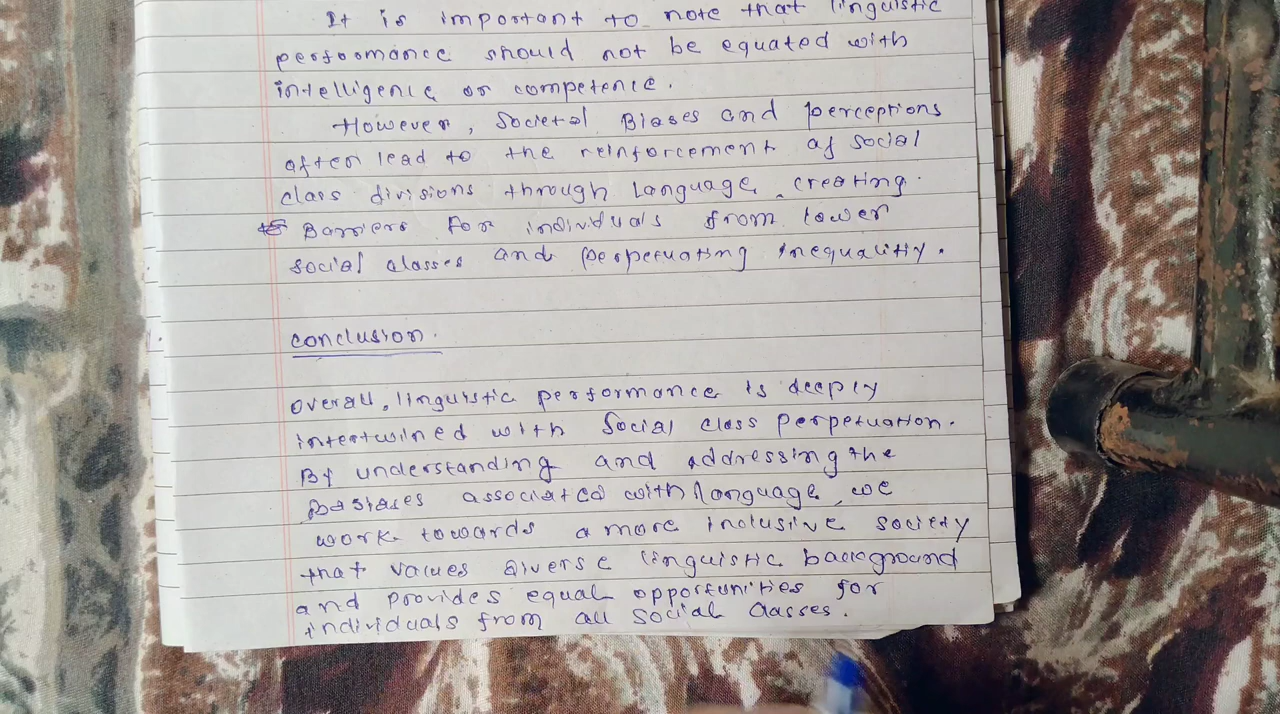 It is important to note that linguistic
performance should not be equated with
intelligence or competence.
However, Societal Biases and perceptions
often lead to the reinforcement of social
class divisions through language, creating
Barriers for individuals from lower
social classes and perpetuating inequality.
conclusion.
overall, linguistic performance is deeply
intertwined with social class perpetuation.
By understanding and addressing the
biases associated with language, we
work towards a more inclusive society
that values diverse linguistic background
and provides equal opportunities for
individuals from all social classes.